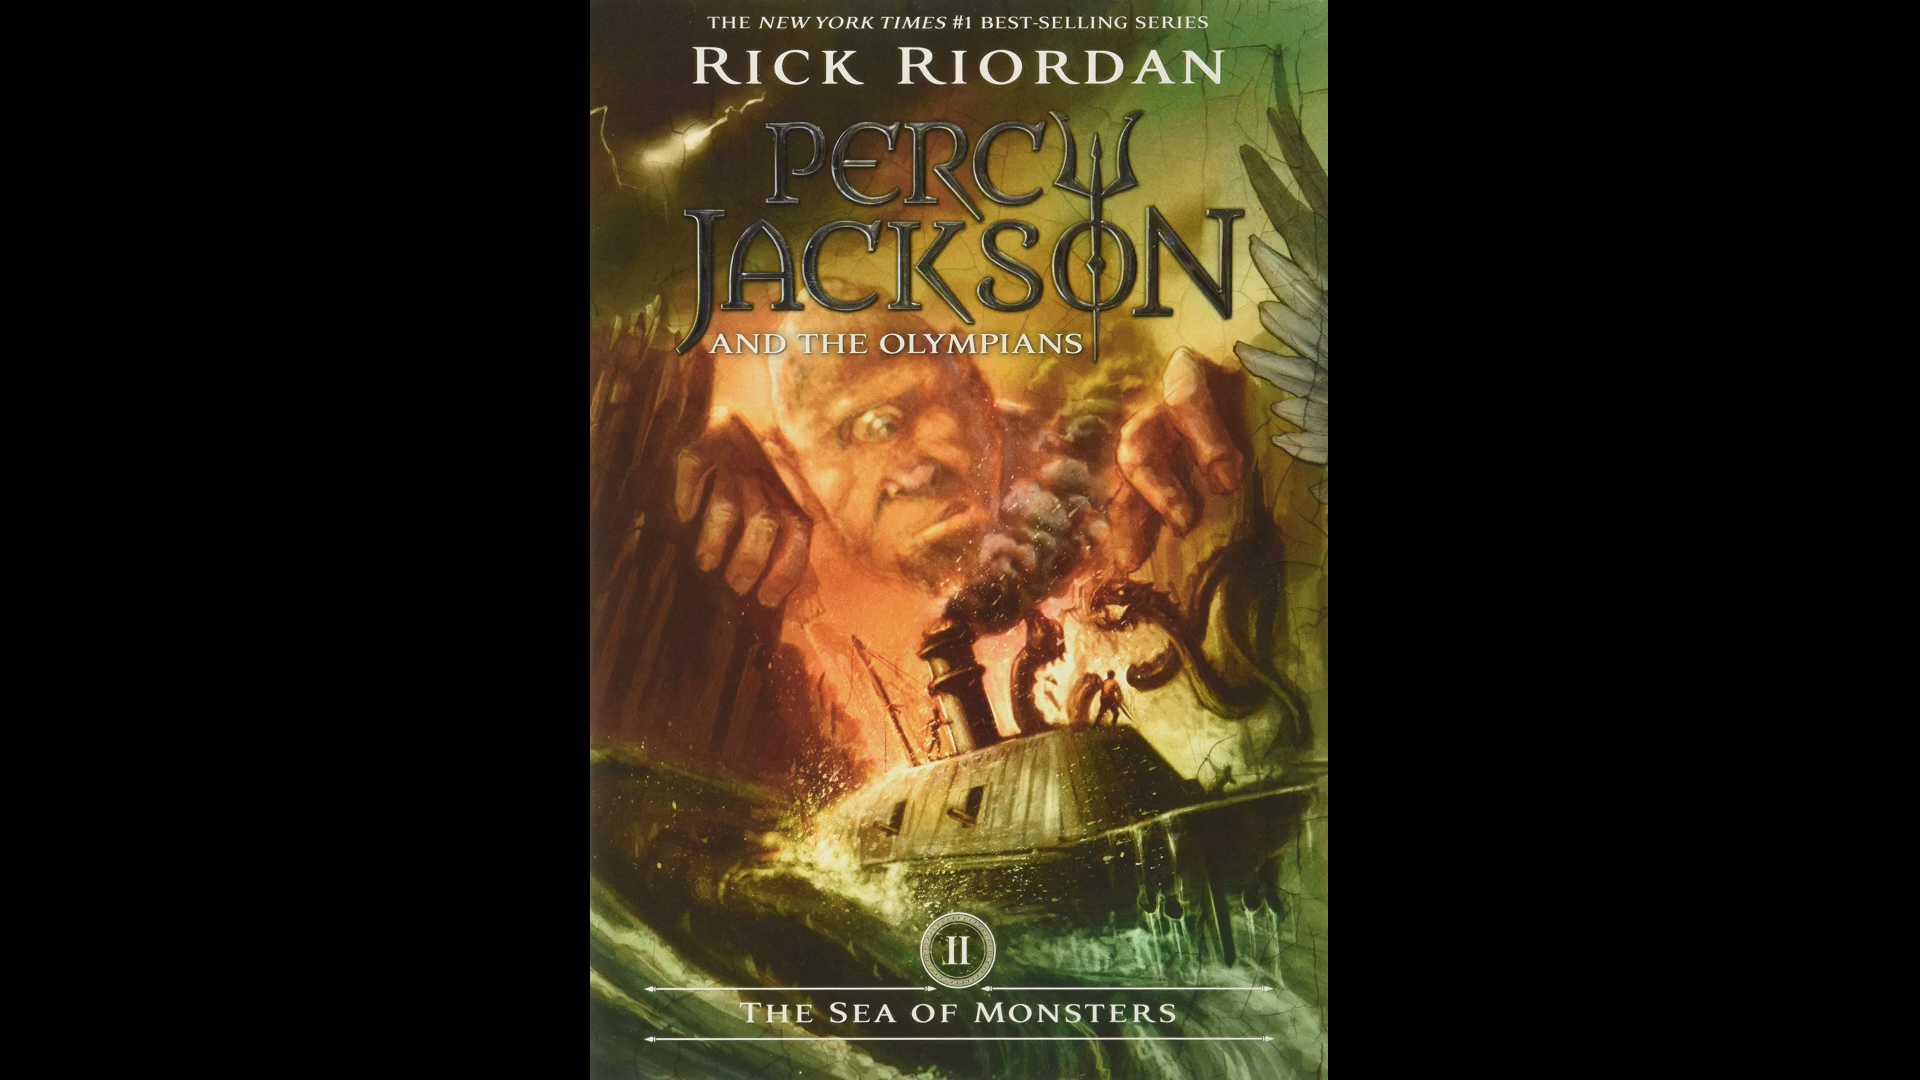 THE NEW YORK TIMES #1 BEST-SELLING SERIES
RICK RIORDAN
PERCY
JACKSON
AND THE OLYMPIANS
II
THE SEA OF MONSTERS